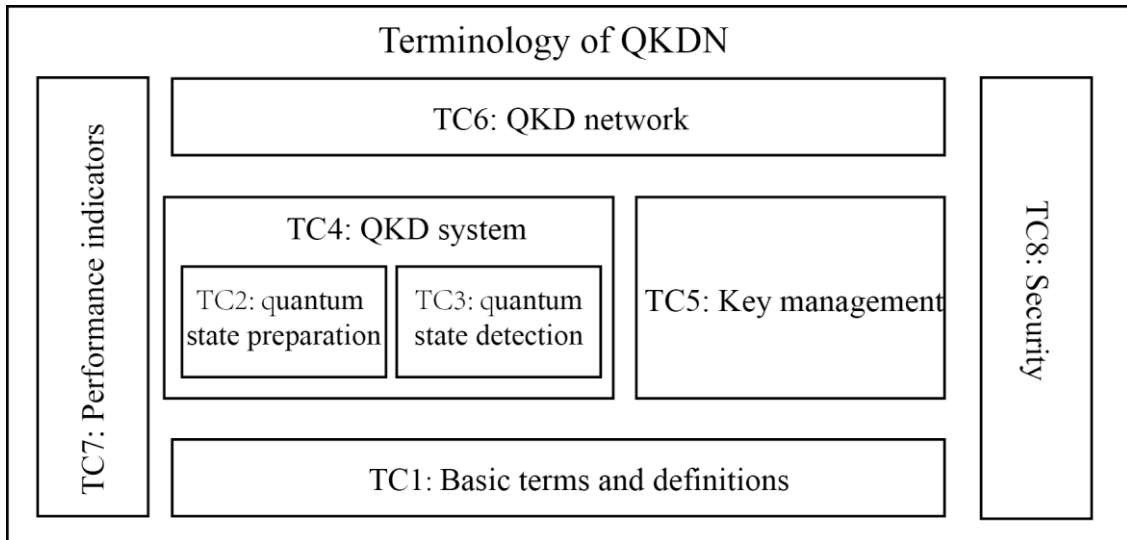 Terminology of QKDN
TC7: Performance indicators
TC6: QKD network
TC4: QKD system
TC2: quantum
state preparation
TC3: quantum
state detection
TC5: Key management
TC1: Basic terms and definitions
TC8: Security